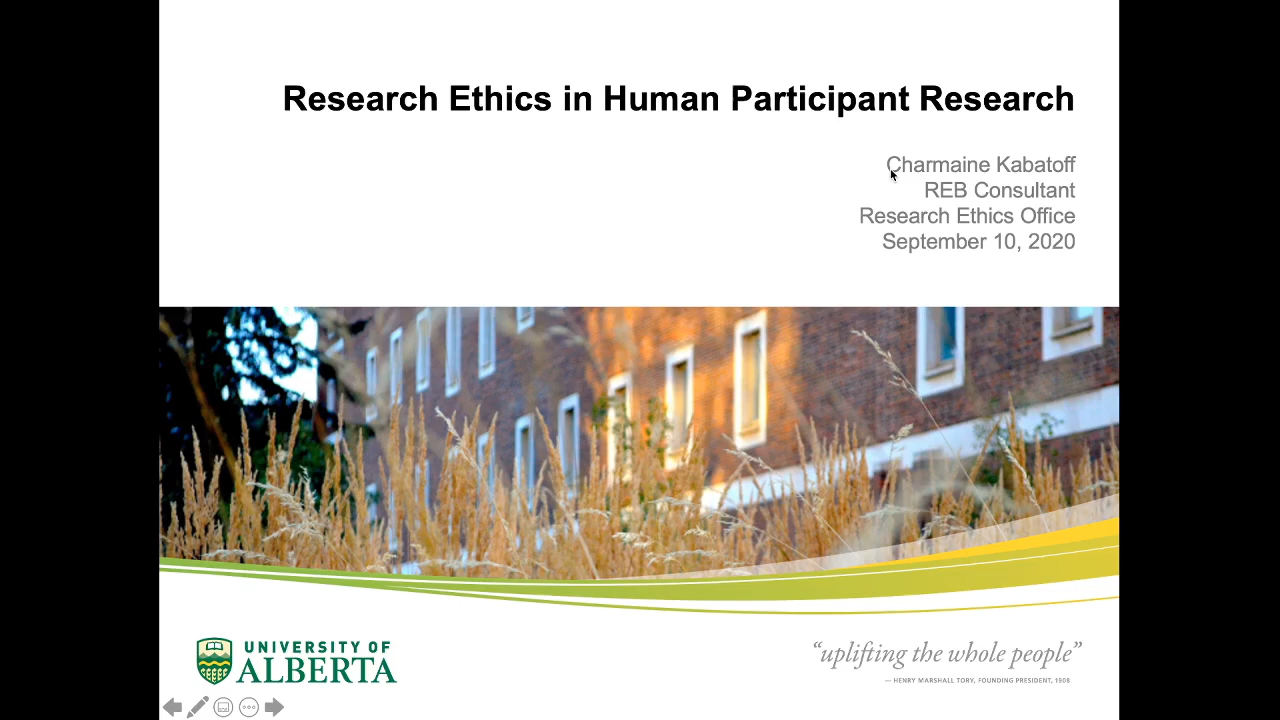 Research Ethics in Human Participant Research
Charmaine Kabatoff
REB Consultant
Research Ethics Office
September 10, 2020
UNIVERSITY OF
ALBERTA
“uplifting the whole people”
— HENRY MARSHALL TORY, FOUNDING PRESIDENT, 1908